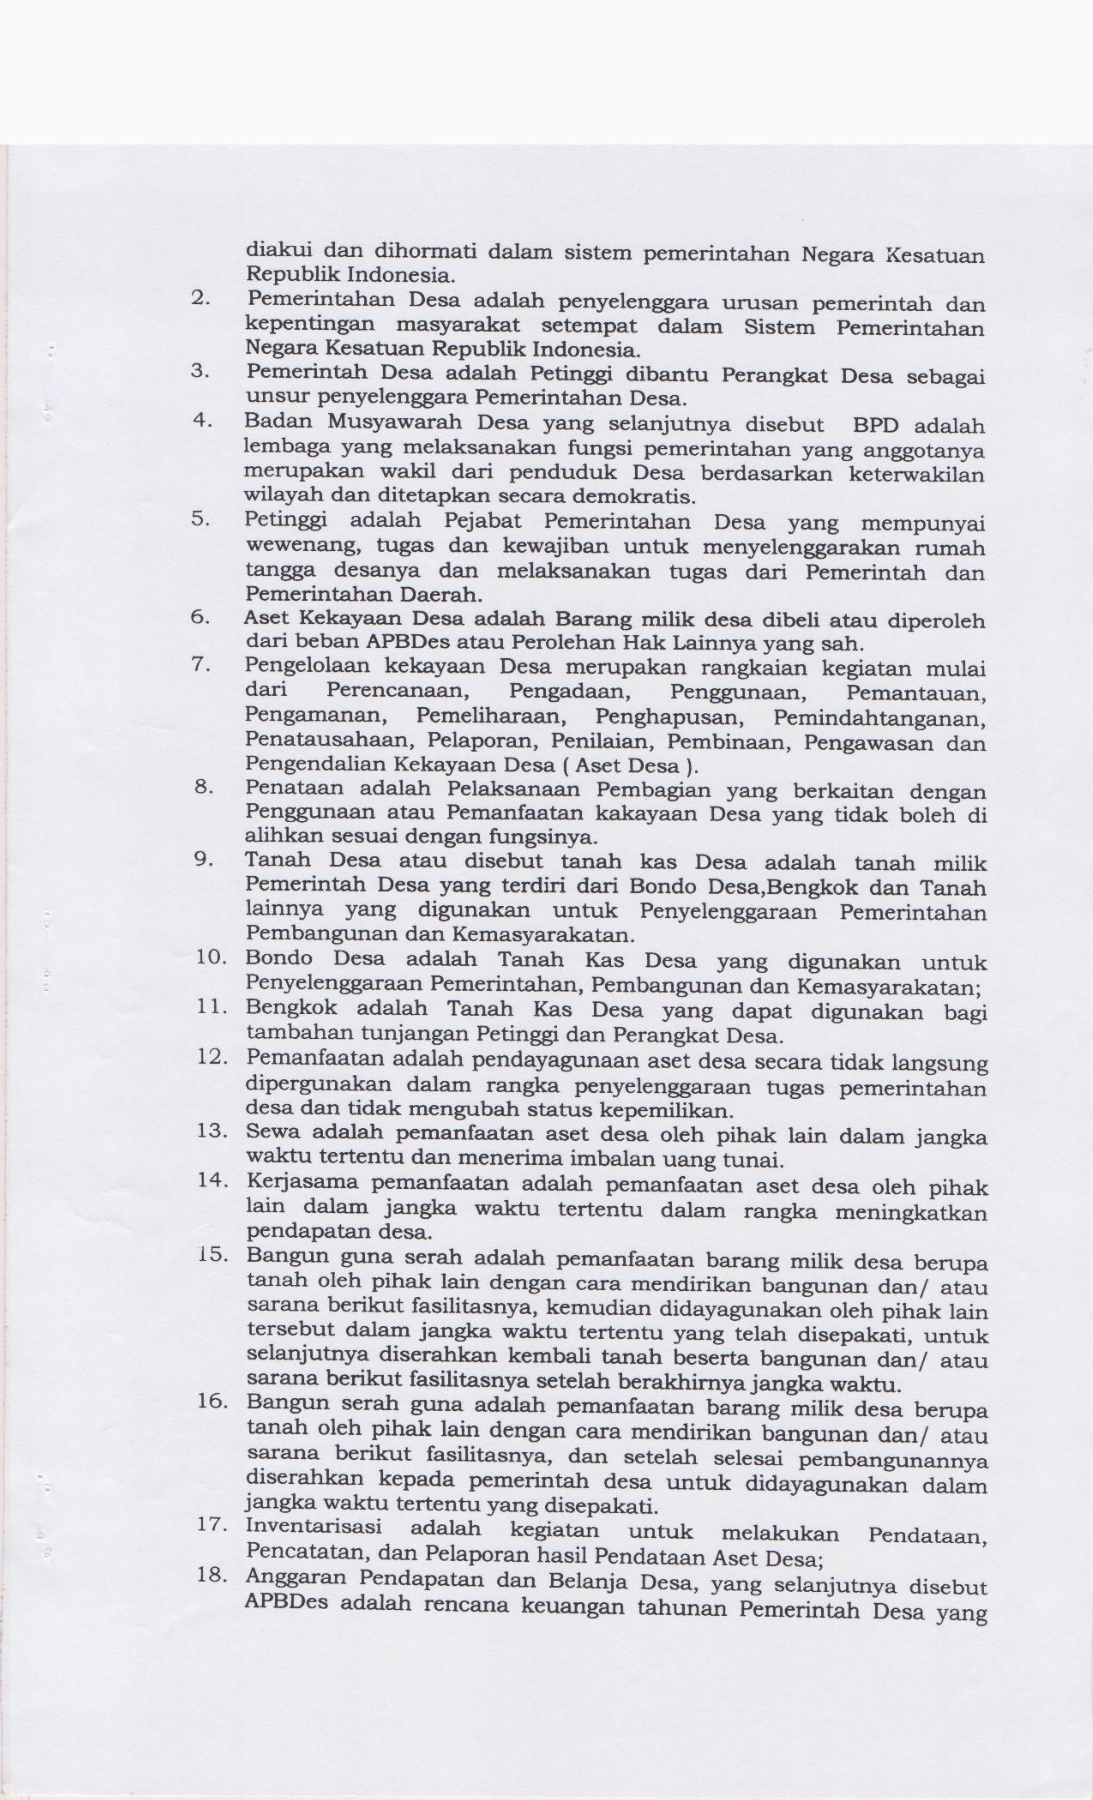 diakui dan dihormati dalam sistem pemerintahan Negara Kesatuan
Republik Indonesia.
2. Pemerintahan Desa adalah penyelenggara urusan pemerintah dan
kepentingan masyarakat setempat dalam Sistem Pemerintahan
Negara Kesatuan Republik Indonesia.
3. Pemerintah Desa adalah Petinggi dibantu Perangkat Desa sebagai
unsur penyelenggara Pemerintahan Desa.
4. Badan Musyawarah Desa yang selanjutnya disebut BPD adalah
lembaga yang melaksanakan fungsi pemerintahan yang anggotanya
merupakan wakil dari penduduk Desa berdasarkan keterwakilan
wilayah dan ditetapkan secara demokratis.
5. Petinggi adalah Pejabat Pemerintahan Desa yang mempunyai
wewenang, tugas dan kewajiban untuk menyelenggarakan rumah
tangga desanya dan melaksanakan tugas dari Pemerintah dan
Pemerintahan Daerah.
6. Aset Kekayaan Desa adalah Barang milik desa dibeli atau diperoleh
dari beban APBDes atau Perolehan Hak Lainnya yang sah.
7. Pengelolaan kekayaan Desa merupakan rangkaian kegiatan mulai
dari Perencanaan, Pengadaan, Penggunaan, Pemantauan,
Pengamanan, Pemeliharaan, Penghapusan, Pemindahtanganan,
Penatausahaan, Pelaporan, Penilaian, Pembinaan, Pengawasan dan
Pengendalian Kekayaan Desa ( Aset Desa ).
8. Penataan adalah Pelaksanaan Pembagian yang berkaitan dengan
Penggunaan atau Pemanfaatan kakayaan Desa yang tidak boleh di
alihkan sesuai dengan fungsinya.
9. Tanah Desa atau disebut tanah kas Desa adalah tanah milik
Pemerintah Desa yang terdiri dari Bondo Desa,Bengkok dan Tanah
lainnya yang digunakan untuk Penyelenggaraan Pemerintahan
Pembangunan dan Kemasyarakatan.
10. Bondo Desa adalah Tanah Kas Desa yang digunakan untuk
Penyelenggaraan Pemerintahan, Pembangunan dan Kemasyarakatan;
11. Bengkok adalah Tanah Kas Desa yang dapat digunakan bagi
tambahan tunjangan Petinggi dan Perangkat Desa.
12. Pemanfaatan adalah pendayagunaan aset desa secara tidak langsung
dipergunakan dalam rangka penyelenggaraan tugas pemerintahan
desa dan tidak mengubah status kepemilikan.
13. Sewa adalah pemanfaatan aset desa oleh pihak lain dalam jangka
waktu tertentu dan menerima imbalan uang tunai.
14. Kerjasama pemanfaatan adalah pemanfaatan aset desa oleh pihak
lain dalam jangka waktu tertentu dalam rangka meningkatkan
pendapatan desa.
15. Bangun guna serah adalah pemanfaatan barang milik desa berupa
tanah oleh pihak lain dengan cara mendirikan bangunan dan/ atau
sarana berikut fasilitasnya, kemudian didayagunakan oleh pihak lain
tersebut dalam jangka waktu tertentu yang telah disepakati, untuk
selanjutnya diserahkan kembali tanah beserta bangunan dan/ atau
sarana berikut fasilitasnya setelah berakhirnya jangka waktu.
16. Bangun serah guna adalah pemanfaatan barang milik desa berupa
tanah oleh pihak lain dengan cara mendirikan bangunan dan/ atau
sarana berikut fasilitasnya, dan setelah selesai pembangunannya
diserahkan kepada pemerintah desa untuk didayagunakan dalam
jangka waktu tertentu yang disepakati.
17. Inventarisasi adalah kegiatan untuk melakukan Pendataan,
Pencatatan, dan Pelaporan hasil Pendataan Aset Desa;
18. Anggaran Pendapatan dan Belanja Desa, yang selanjutnya disebut
APBDes adalah rencana keuangan tahunan Pemerintah Desa yang